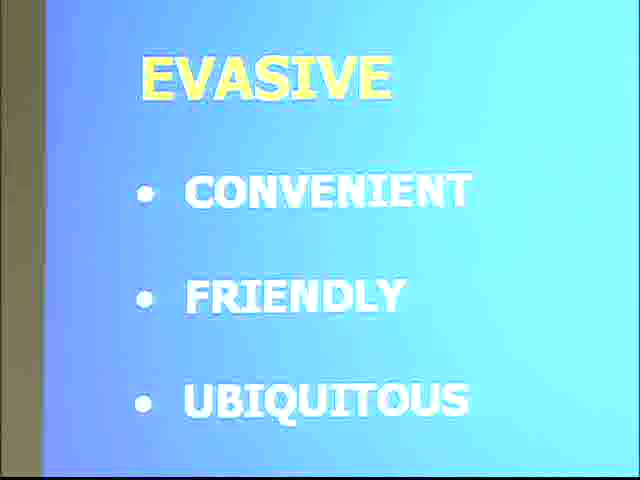 EVASIVE
• CONVENIENT
• FRIENDLY
• UBIQUITOUS